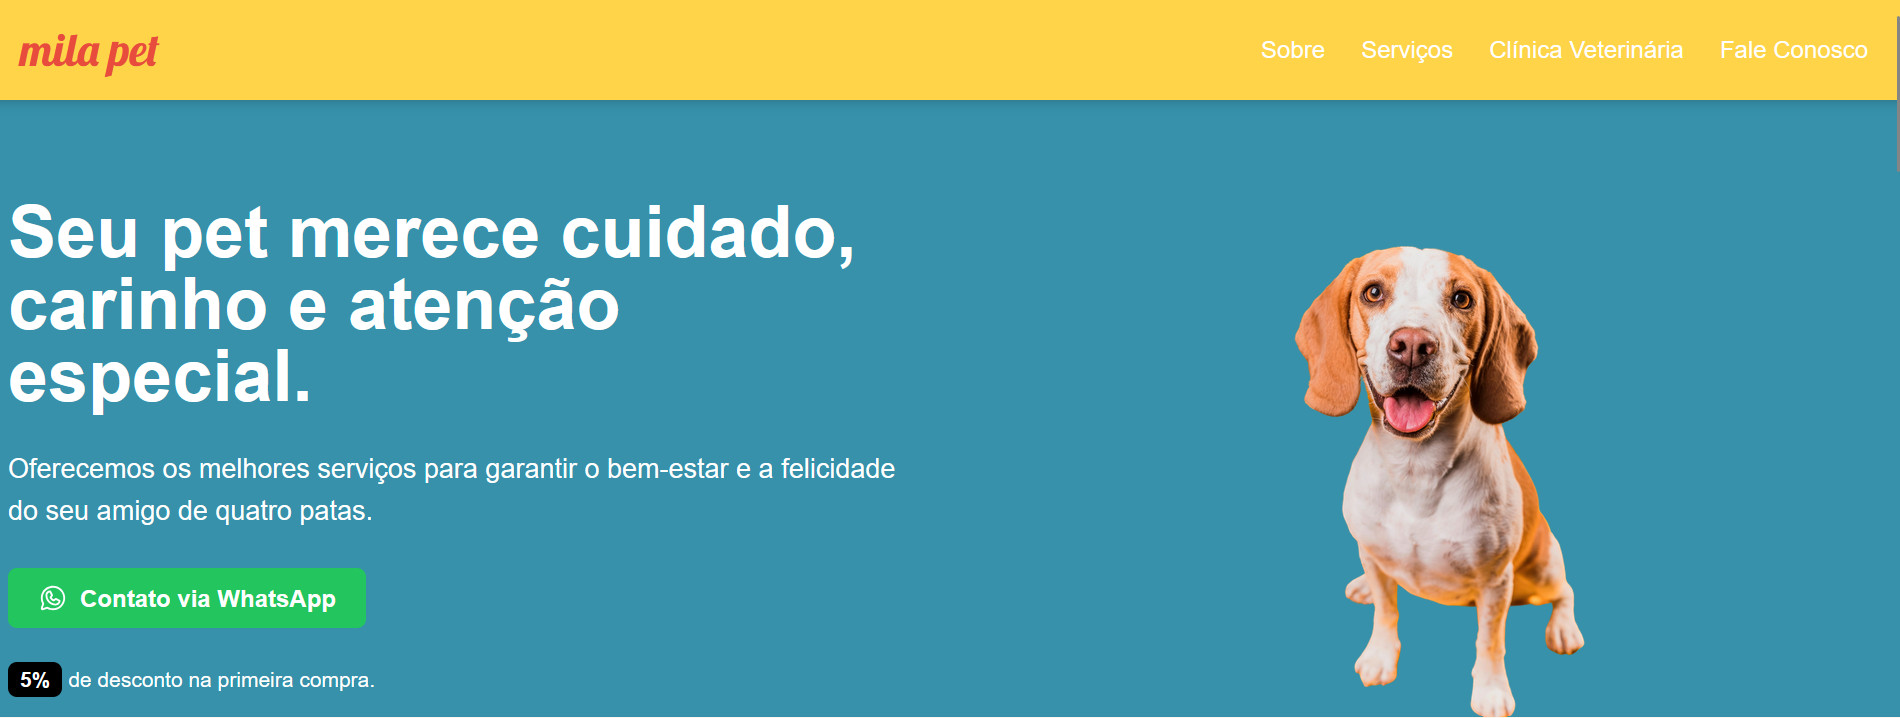 mila pet
Sobre Serviços Clínica Veterinária Fale Conosco
Seu pet merece cuidado,
carinho e atenção
especial.
Oferecemos os melhores serviços para garantir o bem-estar e a felicidade
do seu amigo de quatro patas.
Contato via WhatsApp
5% de desconto na primeira compra.